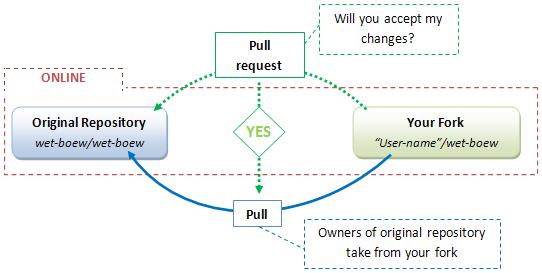 Will you accept my
changes?
Pull
request
ONLINE
Original Repository
wet-boew/wet-boew
YES
Your Fork
“User-name”/wet-boew
Pull
Owners of original repository
take from your fork